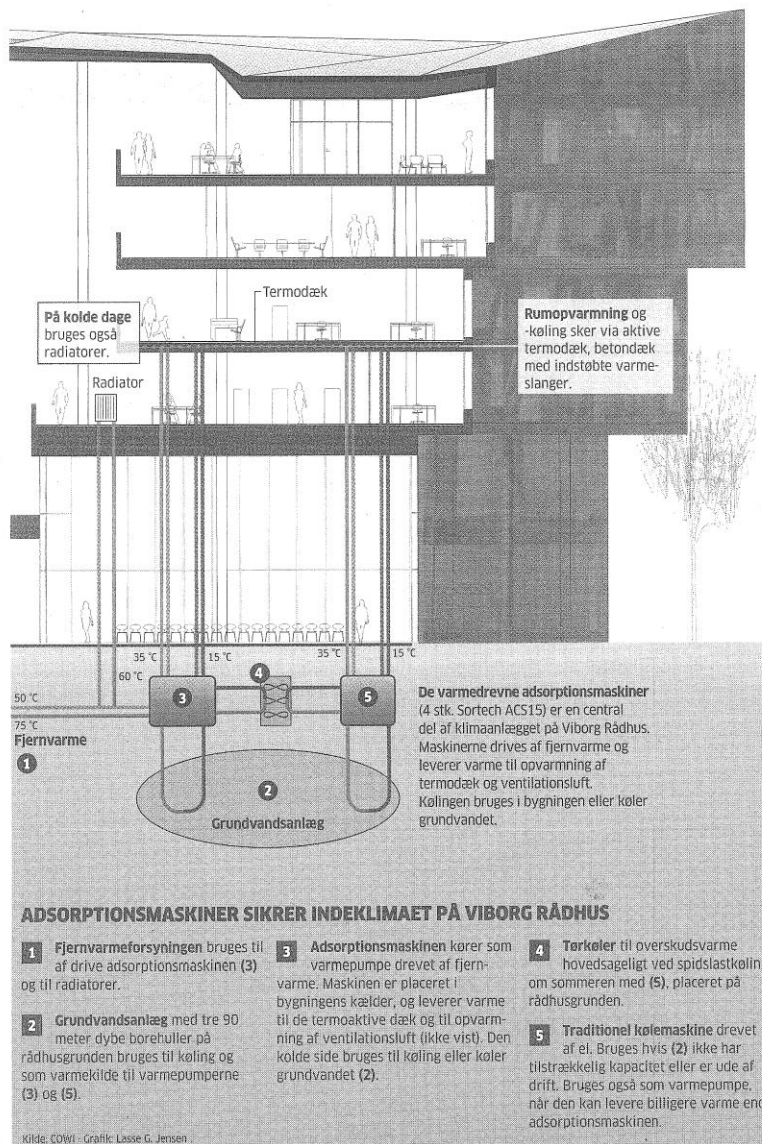 Termodæk
På kolde dage
bruges også
radiatorer.
Rumopvarmning og
-køling sker via aktive
termodæk, betondæk
med indstøbte varme-
slanger.
Radiator
35 °C
15 °C
35 °C
15 °C
60 °C
4
3
5
50 °C
75 °C
Fjernvarme
1
2
Grundvandsanlæg
De varmedrevne adsorptionsmaskiner
(4 stk. Sortech ACS15) er en central
del af klimaanlægget på Viborg Rådhus.
Maskinerne drives af fjernvarme og
leverer varme til opvarmning af
termodæk og ventilationsluft.
Kølingen bruges i bygningen eller køler
grundvandet.
ADSORPTIONSMASKINER SIKRER INDEKLIMAET PÅ VIBORG RÅDHUS
1 Fjernvarmeforsyningen bruges til
af drive adsorptionsmaskinen (3)
og til radiatorer.
2 Grundvandsanlæg med tre 90
meter dybe borehuller på
rådhusgrunden bruges til køling og
som varmekilde til varmepumperne
(3) og (5).
3 Adsorptionsmaskinen kører som
varmepumpe drevet af fjern-
varme. Maskinen er placeret i
bygningens kælder, og leverer varme
til de termoaktive dæk og til opvarm-
ning af ventilationsluft (ikke vist). Den
kolde side bruges til køling eller køler
grundvandet (2).
4 Tørkøler til overskudsvarme
hovedsageligt ved spidslastkølin
om sommeren med (5), placeret på
rådhusgrunden.
5 Traditionel kølemaskine drevet
af el. Bruges hvis (2) ikke har
tilstrækkelig kapacitet eller er ude af
drift. Bruges også som varmepumpe,
når den kan levere billigere varme end
adsorptionsmaskinen.
Kilde: COWI - Grafik: Lasse G. Jensen